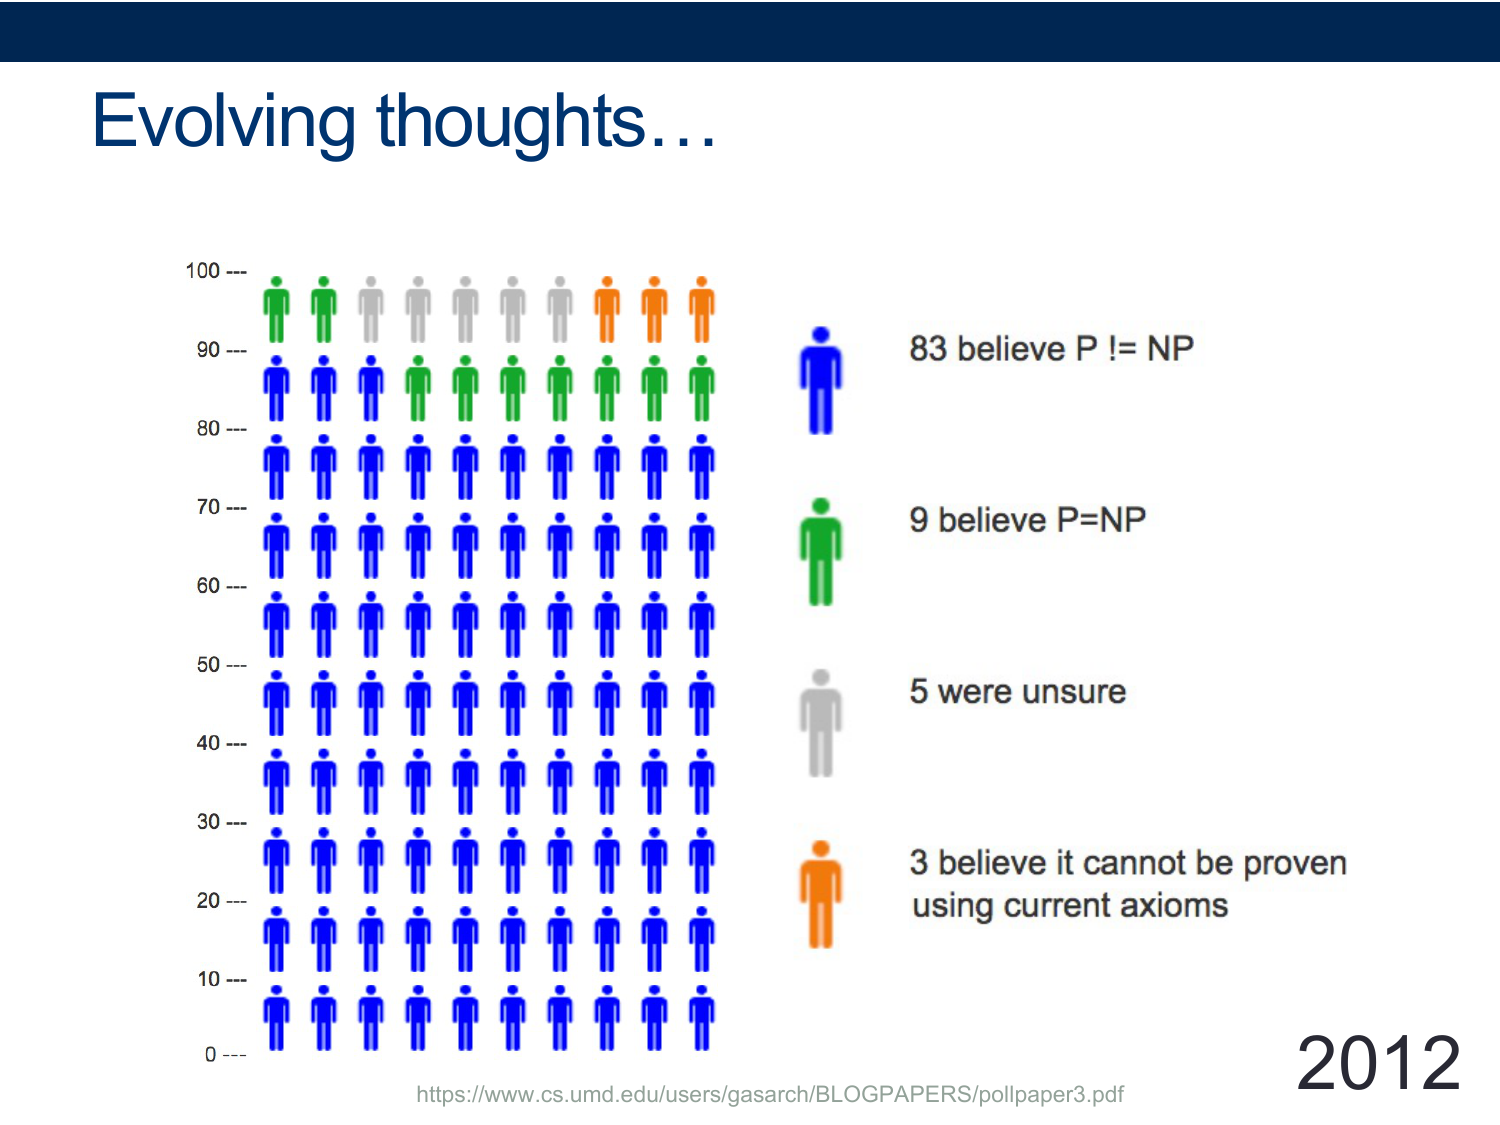 Evolving thoughts…
100 ---
90 ---
80 ---
70 ---
60 ---
50 ---
40 ---
30 ---
20 ---
10 ---
0 ---
83 believe P != NP
9 believe P=NP
5 were unsure
3 believe it cannot be proven
using current axioms
2012
https://www.cs.umd.edu/users/gasarch/BLOGPAPERS/pollpaper3.pdf